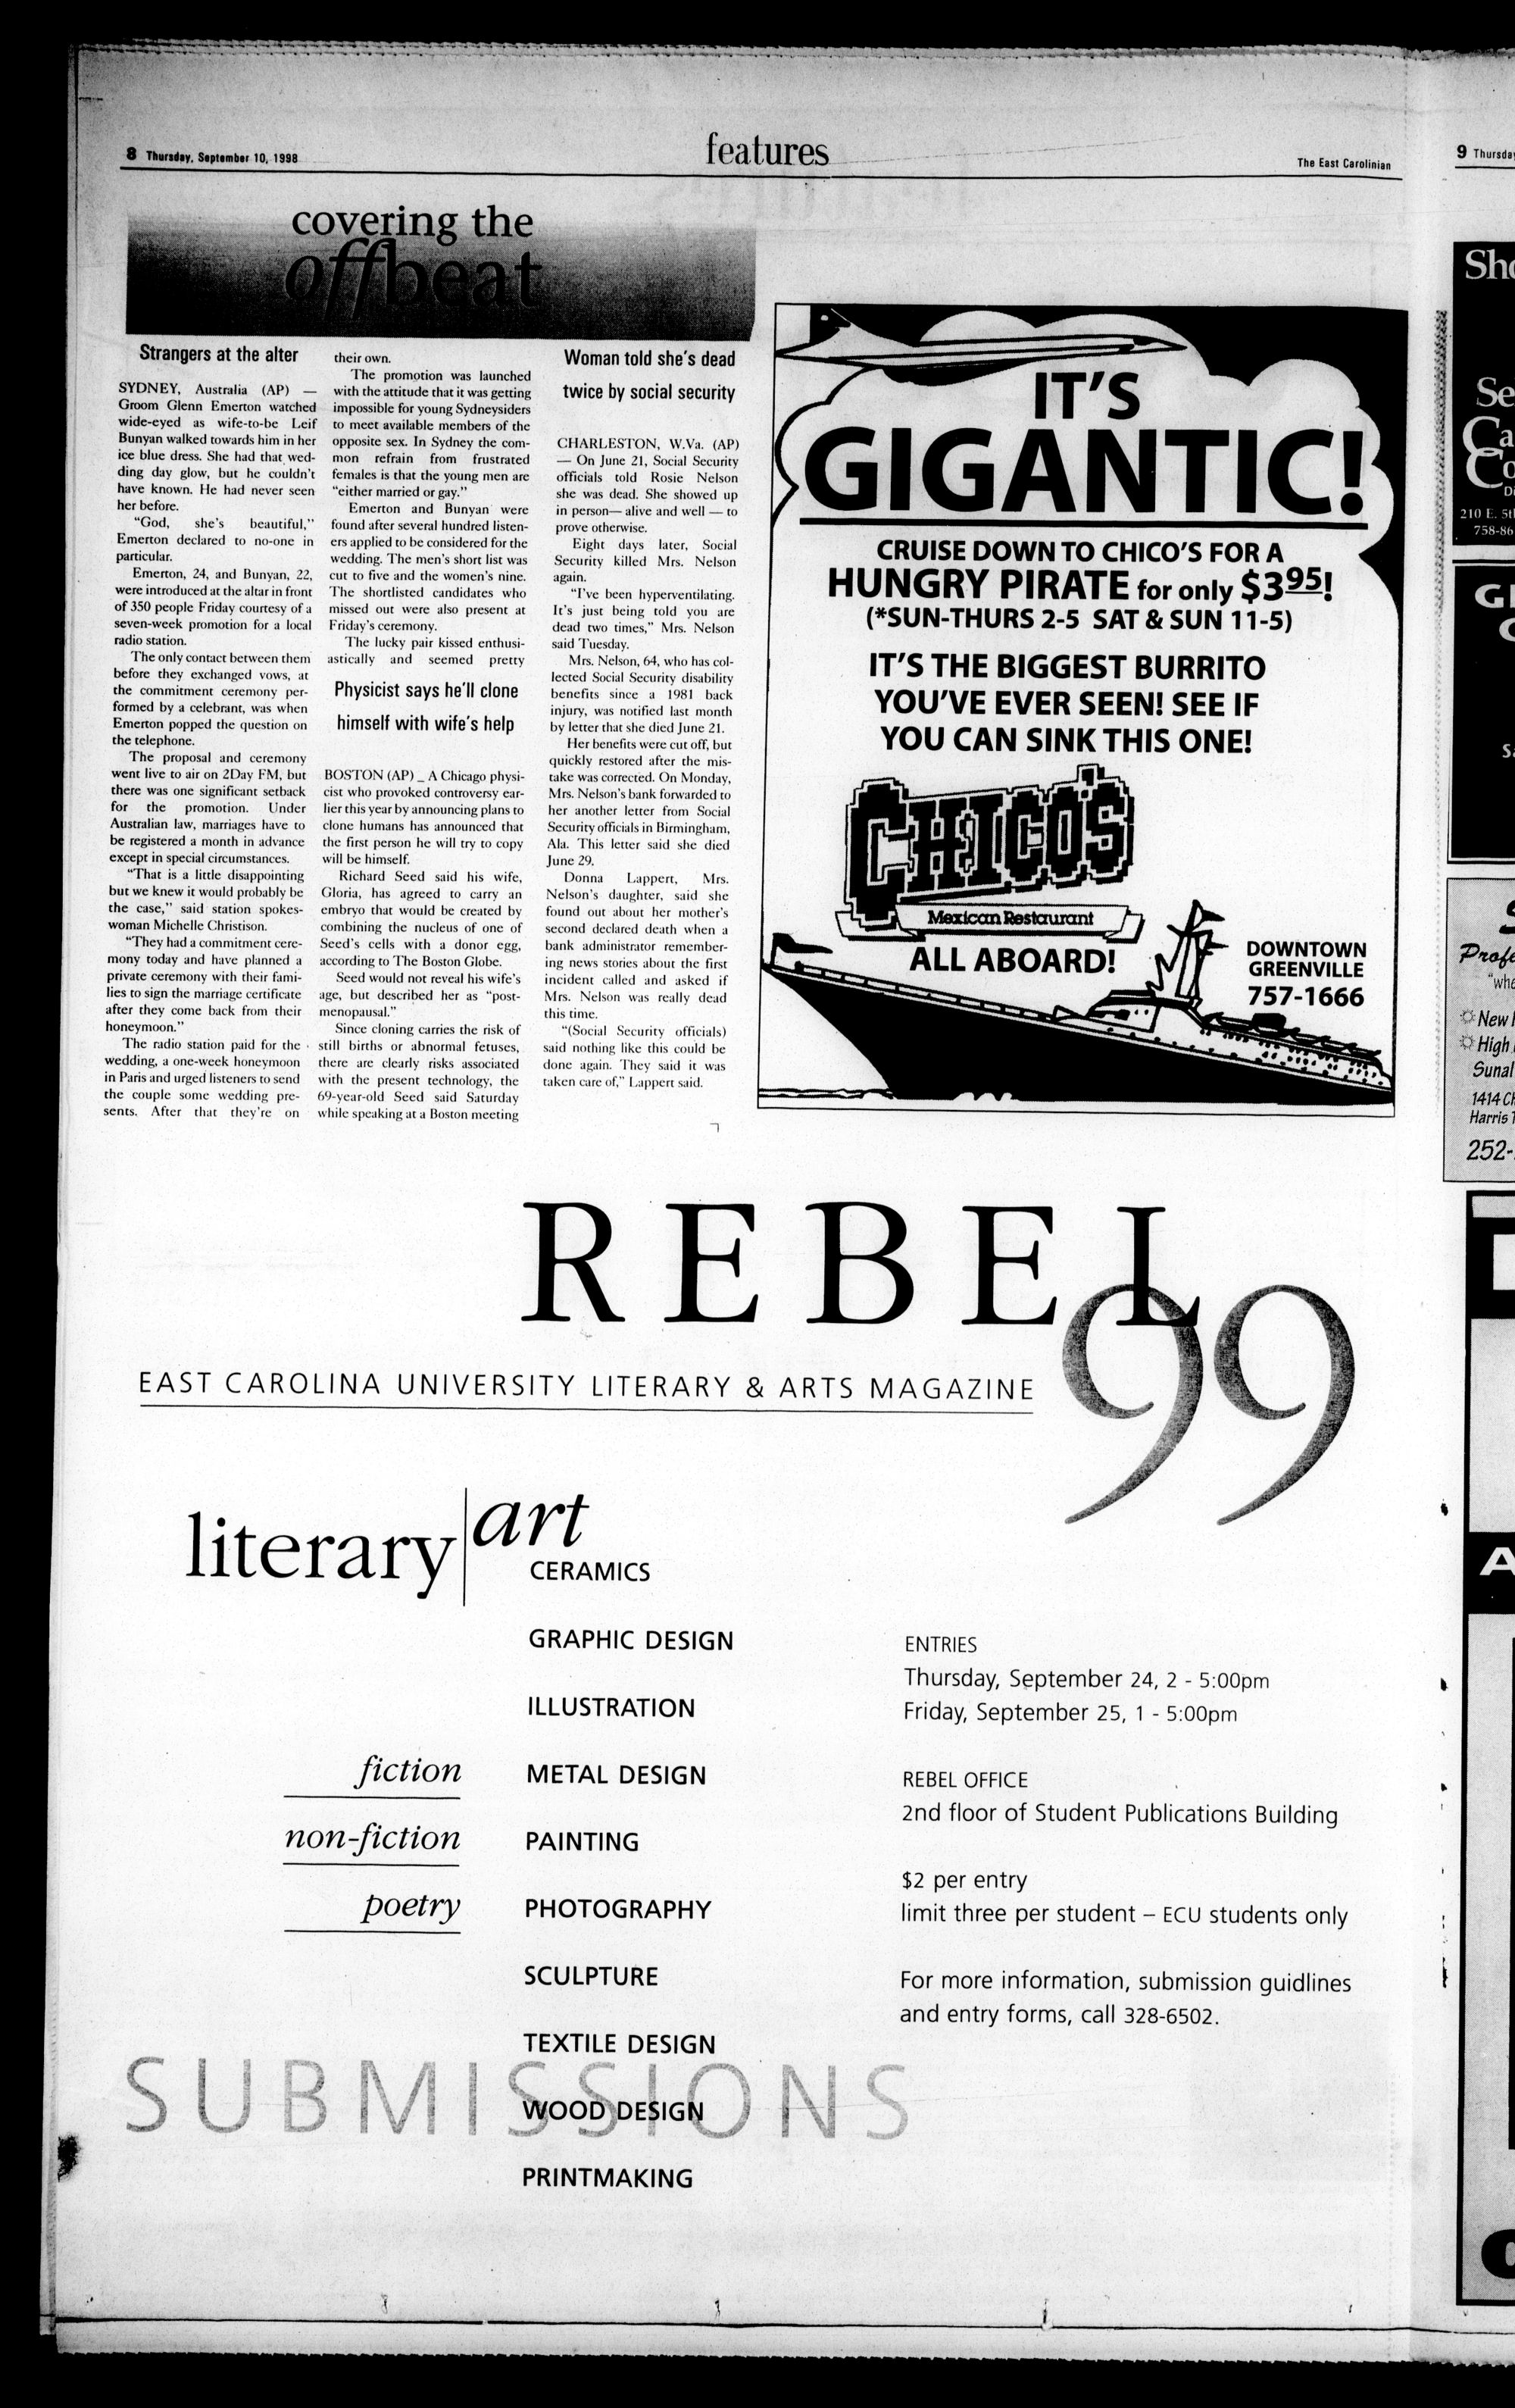 8 Thursday, September 10, 1998
features
The East Carolinian
covering the
offbeat
Strangers at the alter
SYDNEY, Australia (AP) —
Groom Glenn Emerton watched
wide-eyed as wife-to-be Leif
Bunyan walked towards him in her
ice blue dress. She had that wed-
ding day glow, but he couldn't
have known. He had never seen
her before.
"God, she's beautiful,"
Emerton declared to no-one in
particular.
Emerton, 24, and Bunyan, 22,
were introduced at the altar in front
of 350 people Friday courtesy of a
seven-week promotion for a local
radio station.
The only contact between them
before they exchanged vows, at
the commitment ceremony per-
formed by a celebrant, was when
Emerton popped the question on
the telephone.
The proposal and ceremony
went live to air on 2Day FM, but
there was one significant setback
for the promotion. Under
Australian law, marriages have to
be registered a month in advance
except in special circumstances.
"That is a little disappointing
but we knew it would probably be
the case," said station spokes-
woman Michelle Christison.
"They had a commitment cere-
mony today and have planned a
private ceremony with their fami-
lies to sign the marriage certificate
after they come back from their
honeymoon."
The radio station paid for the
wedding, a one-week honeymoon
in Paris and urged listeners to send
the couple some wedding pre-
sents. After that they're on
their own.
The promotion was launched
with the attitude that it was getting
impossible for young Sydneysiders
to meet available members of the
opposite sex. In Sydney the com-
mon refrain from frustrated
females is that the young men are
"either married or gay."
Emerton and Bunyan were
found after several hundred listen-
ers applied to be considered for the
wedding. The men's short list was
cut to five and the women's nine.
The shortlisted candidates who
missed out were also present at
Friday's ceremony.
The lucky pair kissed enthusi-
astically and seemed pretty
Physicist says he'll clone
himself with wife's help
BOSTON (AP) _ A Chicago physi-
cist who provoked controversy ear-
lier this year by announcing plans to
clone humans has announced that
the first person he will try to copy
will be himself.
Richard Seed said his wife,
Gloria, has agreed to carry an
embryo that would be created by
combining the nucleus of one of
Seed's cells with a donor egg,
according to The Boston Globe.
Seed would not reveal his wife's
age, but described her as "post-
menopausal."
Since cloning carries the risk of
still births or abnormal fetuses,
there are clearly risks associated
with the present technology, the
69-year-old Seed said Saturday
while speaking at a Boston meeting
Woman told she's dead
twice by social security
CHARLESTON, W.Va. (AP)
— On June 21, Social Security
officials told Rosie Nelson
she was dead. She showed up
in person— alive and well — to
prove otherwise.
Eight days later, Social
Security killed Mrs. Nelson
again.
"I've been hyperventilating.
It's just being told you are
dead two times," Mrs. Nelson
said Tuesday.
Mrs. Nelson, 64, who has col-
lected Social Security disability
benefits since a 1981 back
injury, was notified last month
by letter that she died June 21.
Her benefits were cut off, but
quickly restored after the mis-
take was corrected. On Monday,
Mrs. Nelson's bank forwarded to
her another letter from Social
Security officials in Birmingham,
Ala. This letter said she died
June 29.
Donna Lappert, Mrs.
Nelson's daughter, said she
found out about her mother's
second declared death when a
bank administrator remember-
ing news stories about the first
incident called and asked if
Mrs. Nelson was really dead
this time.
"(Social Security officials)
said nothing like this could be
done again. They said it was
taken care of," Lappert said.
IT'S
GIGANTIC!
CRUISE DOWN TO CHICO'S FOR A
HUNGRY PIRATE for only $3.95!
(*SUN-THURS 2-5 SAT & SUN 11-5)
IT'S THE BIGGEST BURRITO
YOU'VE EVER SEEN! SEE IF
YOU CAN SINK THIS ONE!
CHICO'S
Mexican Restaurant
ALL ABOARD!
DOWNTOWN
GREENVILLE
757-1666
REBEL
99
EAST CAROLINA UNIVERSITY LITERARY & ARTS MAGAZINE
literary
fiction
non-fiction
poetry
art
CERAMICS
GRAPHIC DESIGN
ILLUSTRATION
METAL DESIGN
PAINTING
PHOTOGRAPHY
SCULPTURE
TEXTILE DESIGN
WOOD DESIGN
PRINTMAKING
SUBMISSIONS
ENTRIES
Thursday, September 24, 2 - 5:00pm
Friday, September 25, 1 - 5:00pm
REBEL OFFICE
2nd floor of Student Publications Building
$2 per entry
limit three per student – ECU students only
For more information, submission guidlines
and entry forms, call 328-6502.
9
210 E.
758-86
New
High
1414
Harris
252-